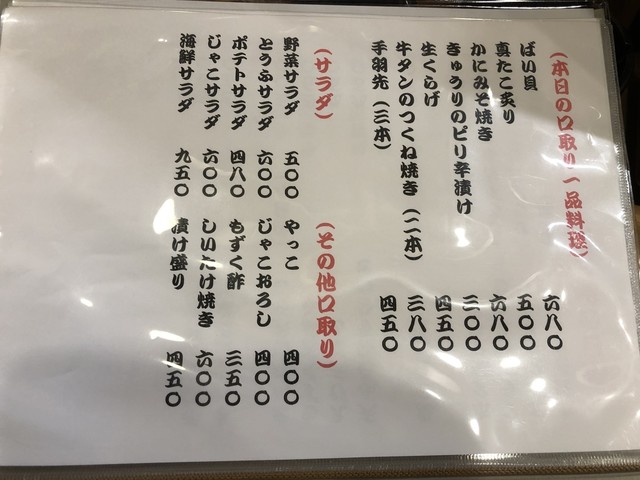 (本日の口取り一品料理)
ばい貝 六八〇
真たこ炙り 五〇〇
かにみそ焼き 六八〇
きゅうりのピリ辛漬け 三〇〇
生くらげ 四五〇
牛タンのつくね焼き(二本) 三八〇
手羽先(三本) 四五〇
(サラダ)
野菜サラダ 五〇〇
とうふサラダ 六〇〇
ポテトサラダ 四八〇
じゃこサラダ 六〇〇
海鮮サラダ 九五〇
(その他口取り)
やっこ 四〇〇
じゃこおろし 四〇〇
もずく酢 三五〇
しいたけ焼き 六〇〇
漬け盛り 四五〇